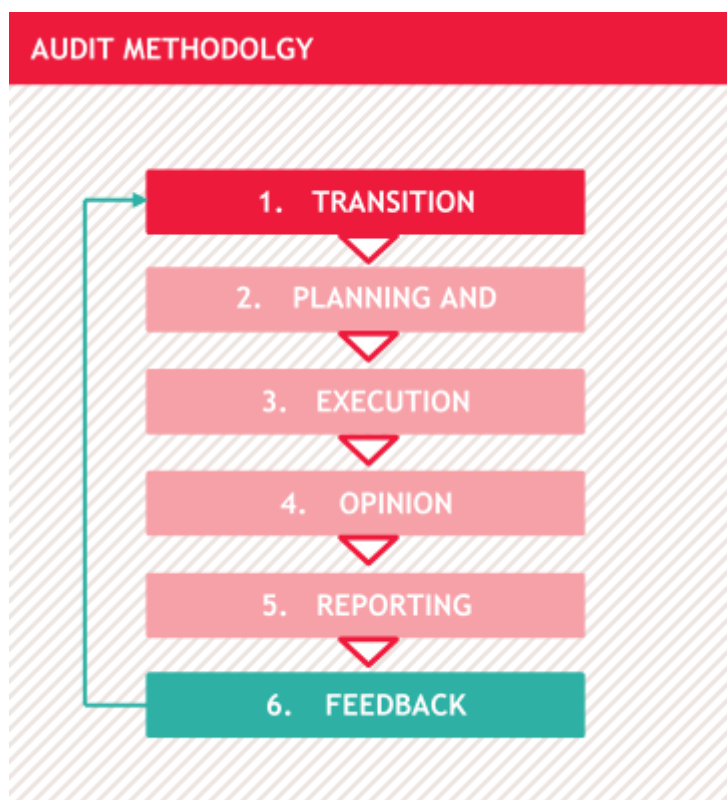 AUDIT METHODOLGY
1. TRANSITION
2. PLANNING AND
3. EXECUTION
4. OPINION
5. REPORTING
6. FEEDBACK